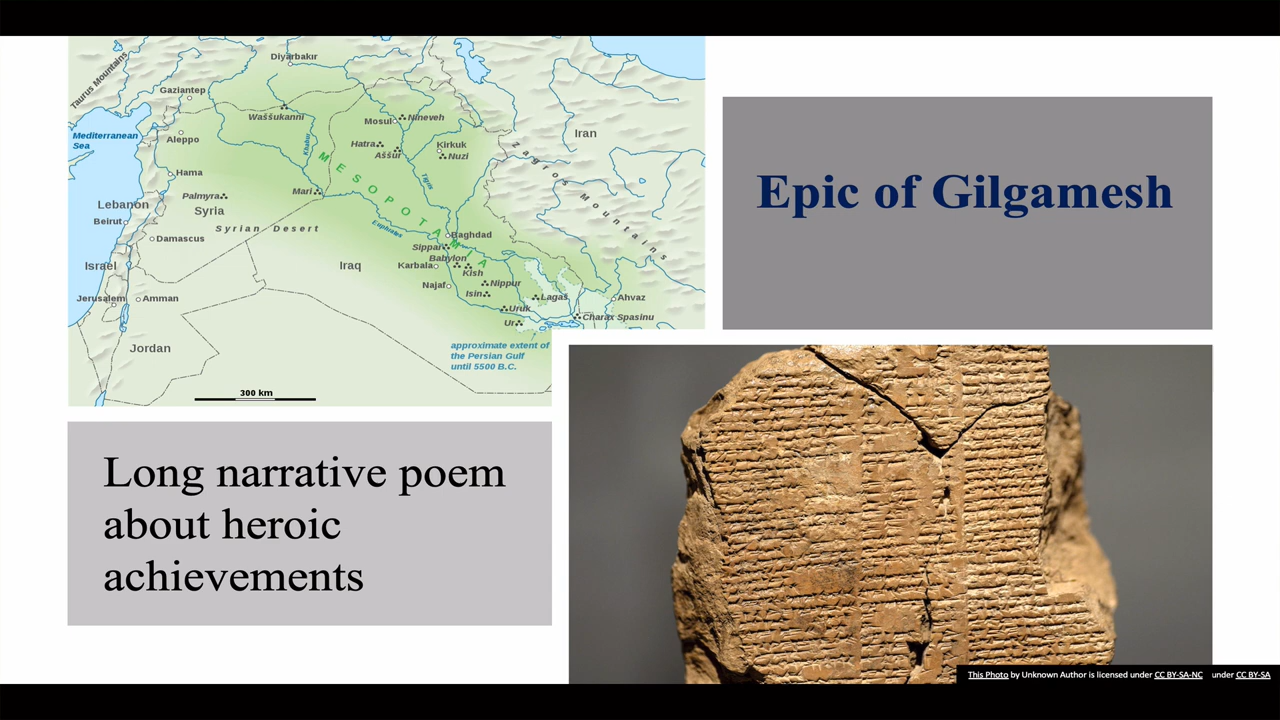 Diyarbakır
Taurus Mountains
Gaziantep
Waššukanni
Mosul
Nineveh
Iran
Mediterranean
Sea
Aleppo
Khabur
Hatra
Aššur
Kirkuk
Nuzi
Zagros Mountains
MESOPOTAMIA
Hama
Tigris
Mari
Palmyra
Lebanon
Syria
Beirut
Syrian Desert
Euphrates
Damascus
Baghdad
Sippar
Babylon
Israel
Iraq
Karbala
Kish
Najaf
Nippur
Isin
Lagaš
Ahvaz
Jerusalem
Amman
Uruk
Charax Spasinu
Ur
Jordan
approximate extent of
the Persian Gulf
until 5500 B.C.
300 km
Epic of Gilgamesh
Long narrative poem
about heroic
achievements
This Photo by Unknown Author is licensed under CC BY-SA-NC under CC BY-SA